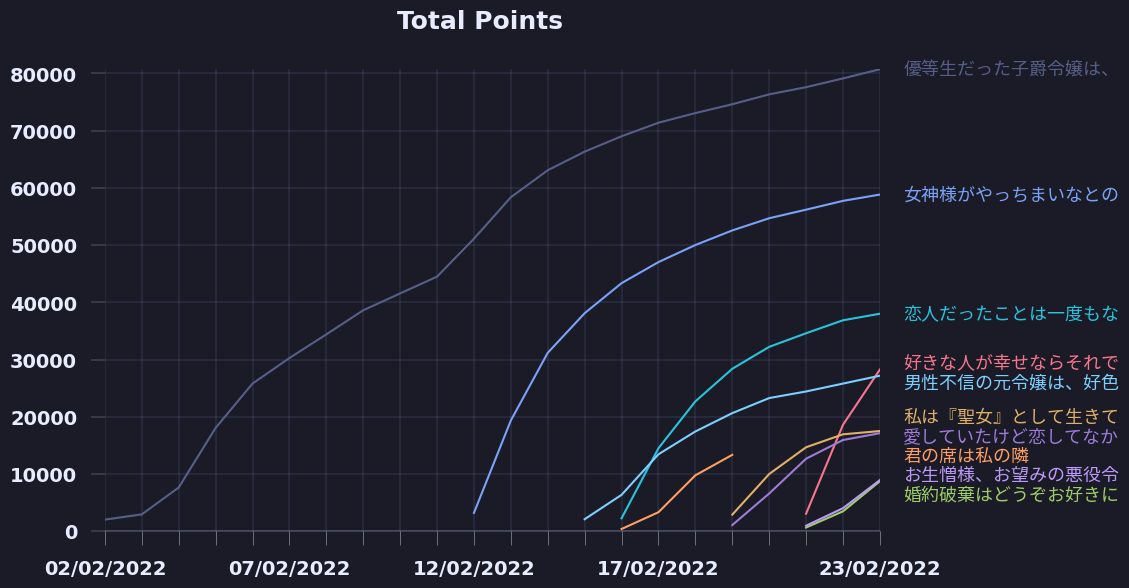 Total Points
80000
70000
60000
50000
40000
30000
20000
10000
0
02/02/2022
07/02/2022
12/02/2022
17/02/2022
23/02/2022
優等生だった子爵令嬢は、
女神様がやっちまいなとの
恋人だったことは一度もな
好きな人が幸せならそれで
男性不信の元令嬢は、好色
私は『聖女』として生きて
愛していたけど恋してなか
君の席は私の隣
お生憎様、お望みの悪役令
婚約破棄はどうぞお好きに